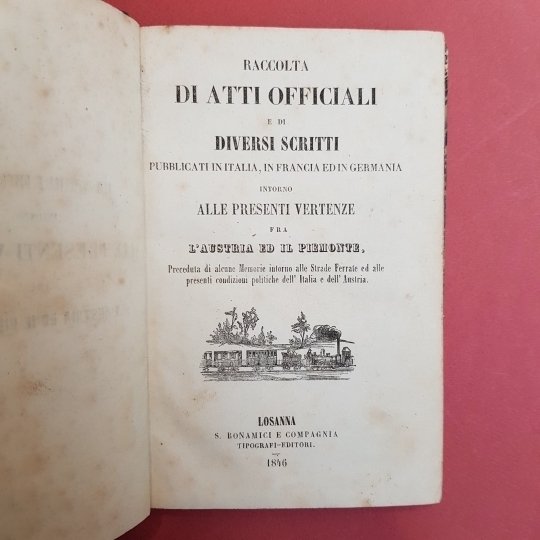 RACCOLTA
DI ATTI OFFICIALI
E DI
DIVERSI SCRITTI
PUBBLICATI IN ITALIA, IN FRANCIA ED IN GERMANIA
INTORNO
ALLE PRESENTI VERTENZE
FRA
L'AUSTRIA ED IL PIEMONTE,
Preceduta di alcune Memorie intorno alle Strade Ferrate ed alle
presenti condizioni politiche dell' Italia e dell' Austria.
LOSANNA
S. BONAMICI E COMPAGNIA
TIPOGRAFI-EDITORI.
1846